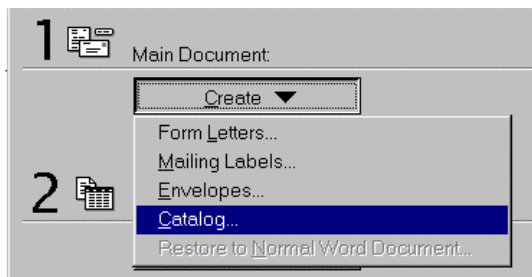 1
Main Document:
Create
Form Letters...
Mailing Labels...
2
Envelopes...
Catalog...
Restore to Normal Word Document...